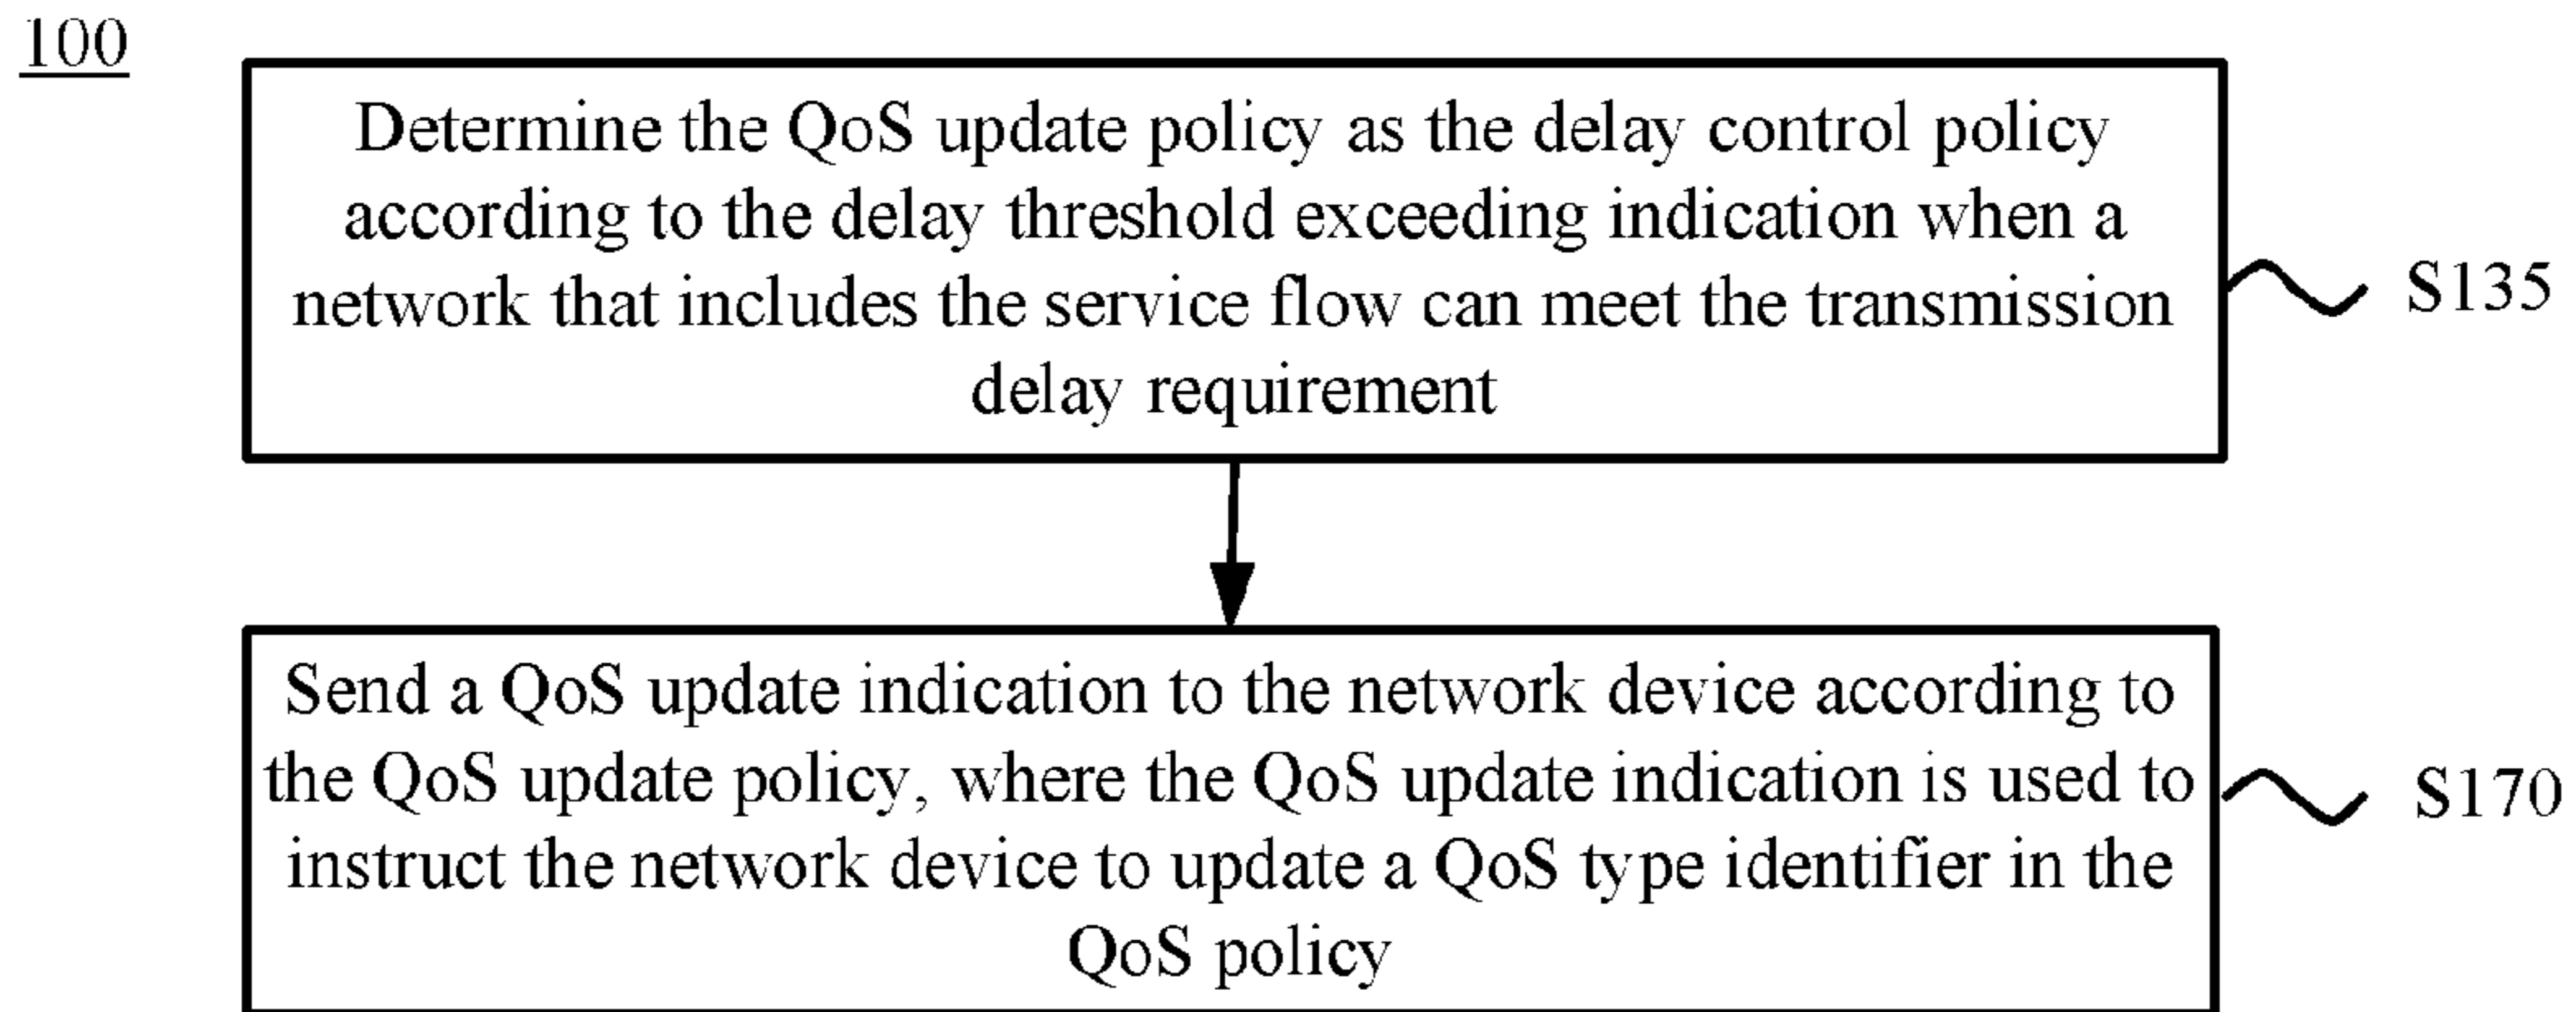 100
Determine the QoS update policy as the delay control policy
according to the delay threshold exceeding indication when a
network that includes the service flow can meet the transmission
delay requirement
S135
Send a QoS update indication to the network device according to
the QoS update policy, where the QoS update indication is used to
instruct the network device to update a QoS type identifier in the
QoS policy
S170